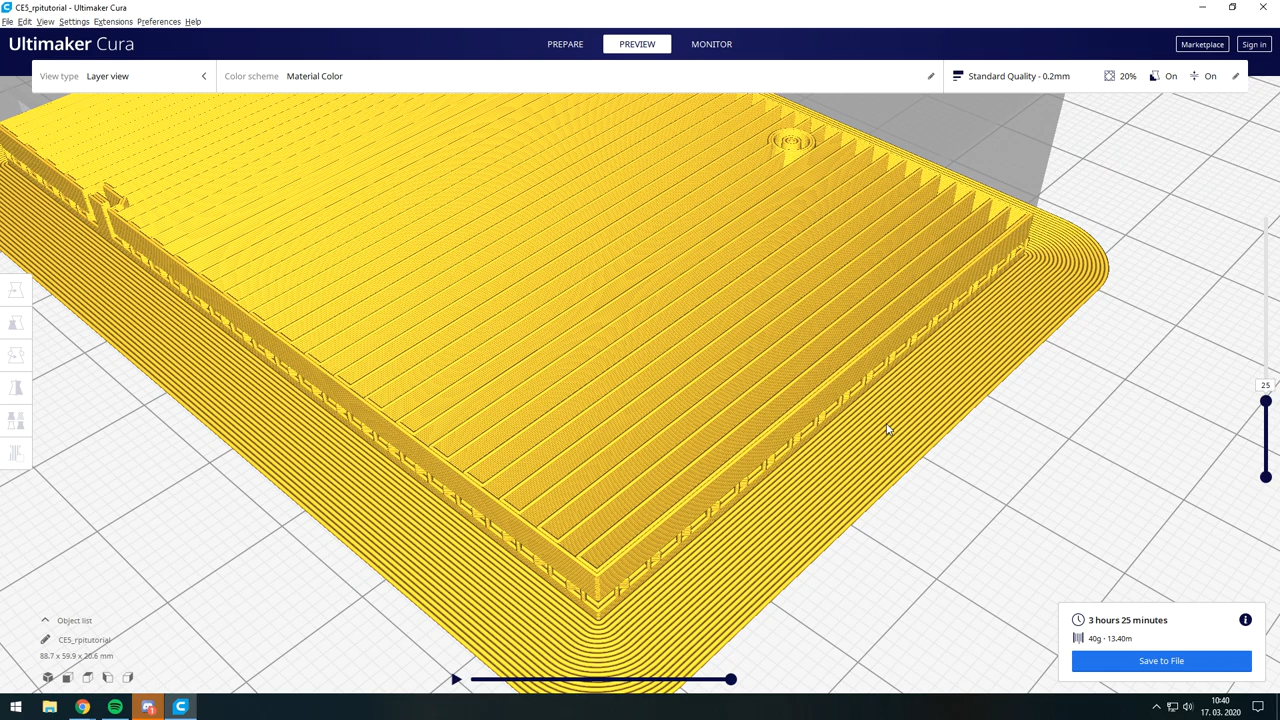 CE5_rpitutorial - Ultimaker Cura
File Edit View Settings Extensions Preferences Help
Ultimaker Cura
PREPARE
PREVIEW
MONITOR
Marketplace
Sign in
View type Layer view
Color scheme Material Color
Standard Quality - 0.2mm
20%
On
On
25
Object list
CE5_rpitutorial
88.7 x 59.9 x 20.6 mm
3 hours 25 minutes
40g · 13.40m
Save to File
10:40
17. 03. 2020